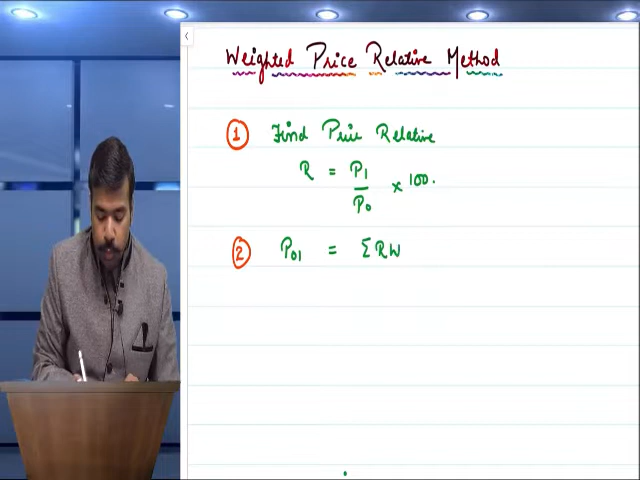 Weighted Price Relative Method
① Find Price Relative
R = P₁/P₀ × 100.
② P₀₁ = ΣRW